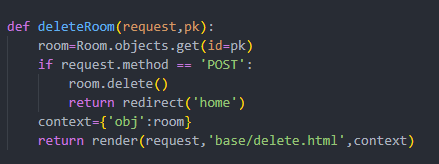 def deleteRoom(request,pk):
    room=Room.objects.get(id=pk)
    if request.method == 'POST':
        room.delete()
        return redirect('home')
    context={'obj':room}
    return render(request,'base/delete.html',context)